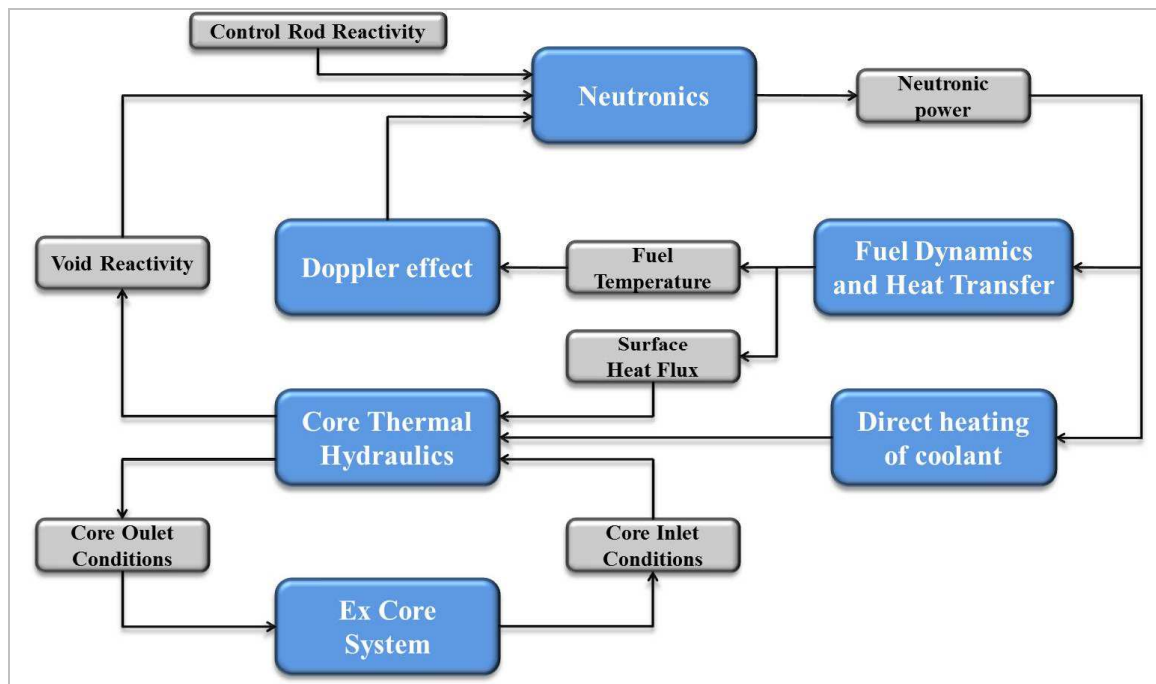 Control Rod Reactivity
Neutronics
Neutronic
power
Void Reactivity
Doppler effect
Fuel
Temperature
Fuel Dynamics
and Heat Transfer
Surface
Heat Flux
Core Thermal
Hydraulics
Direct heating
of coolant
Core Oulet
Conditions
Core Inlet
Conditions
Ex Core
System